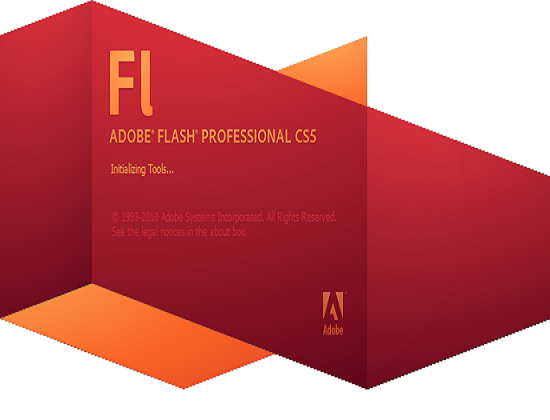 Fl
ADOBE® FLASH® PROFESSIONAL CS5
Initializing Tools...
© 1993-2010 Adobe Systems Incorporated. All Rights Reserved.
See the legal notices in the about box.
Adobe